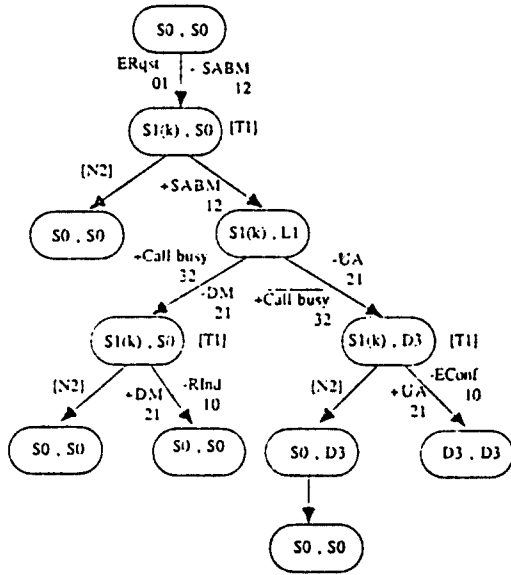 S0 , S0
ERqst - SABM
01 12
S1(k) , S0 [T1]
[N2] +SABM
12
S0 , S0 S1(k) , L1
+Call busy -UA
32 21
-DM +Call busy
21 32
S1(k) , S0 [T1] S1(k) , D3 [T1]
[N2] +DM -RInJ [N2] +UA -EConf
21 10 21 10
S0 , S0 S0 , S0 S0 , D3 D3 , D3
S0 , S0